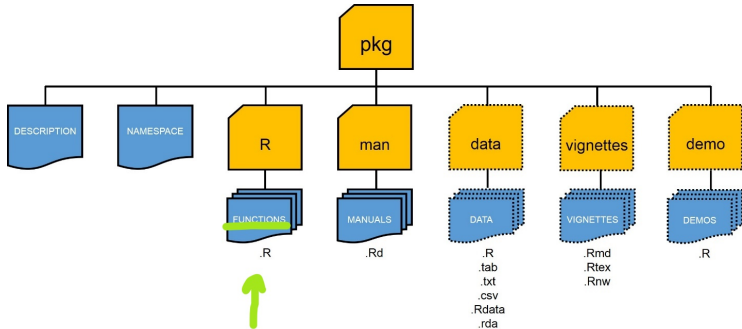 pkg
DESCRIPTION
NAMESPACE
R
man
data
vignettes
demo
FUNCTIONS
MANUALS
DATA
VIGNETTES
DEMOS
.R
.Rd
.R
.tab
.txt
.csv
.Rdata
.rda
.Rmd
.Rtex
.Rnw
.R